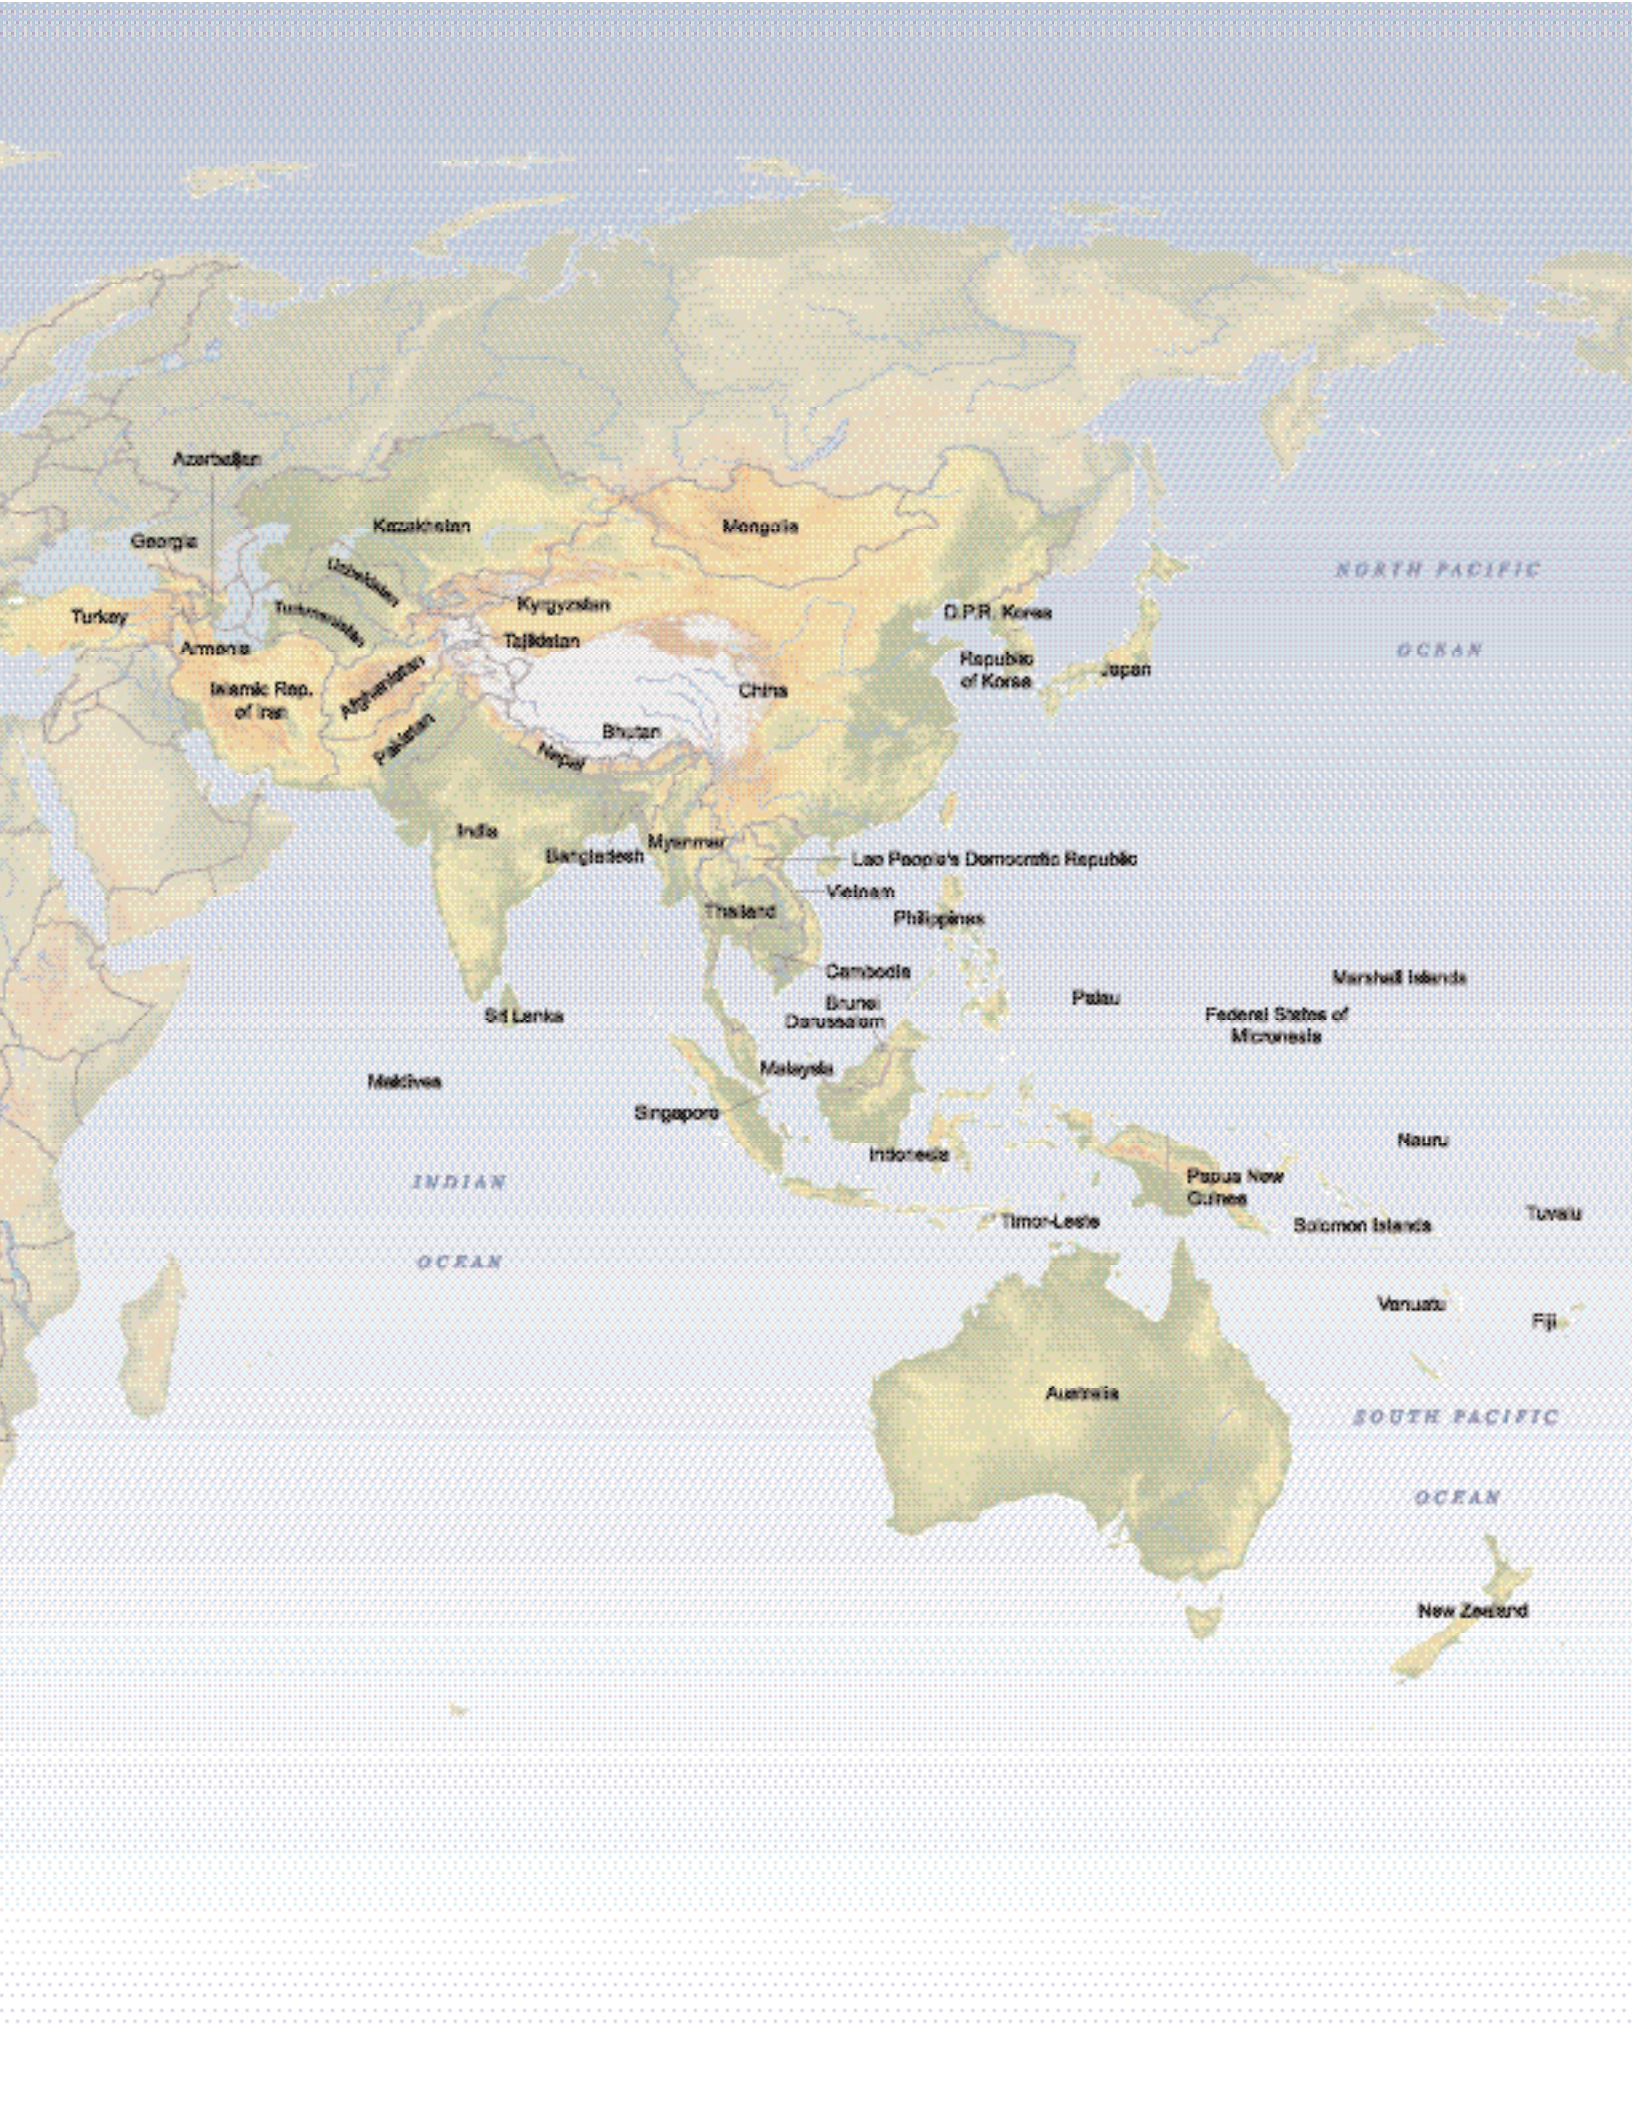 Azerbaijan
Kazakhstan
Mongolia
Georgia
NORTH PACIFIC
Uzbekistan
Turkmenistan
Kyrgyzstan
D.P.R. Korea
Turkey
Tajikistan
Armenia
OCEAN
Republic
of Korea
Japan
Afghanistan
Islamic Rep.
of Iran
China
Pakistan
Bhutan
Nepal
India
Myanmar
Bangladesh
Lao People's Democratic Republic
Vietnam
Thailand
Philippines
Cambodia
Marshall Islands
Brunei
Darussalam
Palau
Sri Lanka
Federal States of
Micronesia
Malaysia
Maldives
Singapore
Nauru
Indonesia
INDIAN
Papua New
Guinea
Timor-Leste
Solomon Islands
Tuvalu
OCEAN
Vanuatu
Fiji
Australia
SOUTH PACIFIC
OCEAN
New Zealand